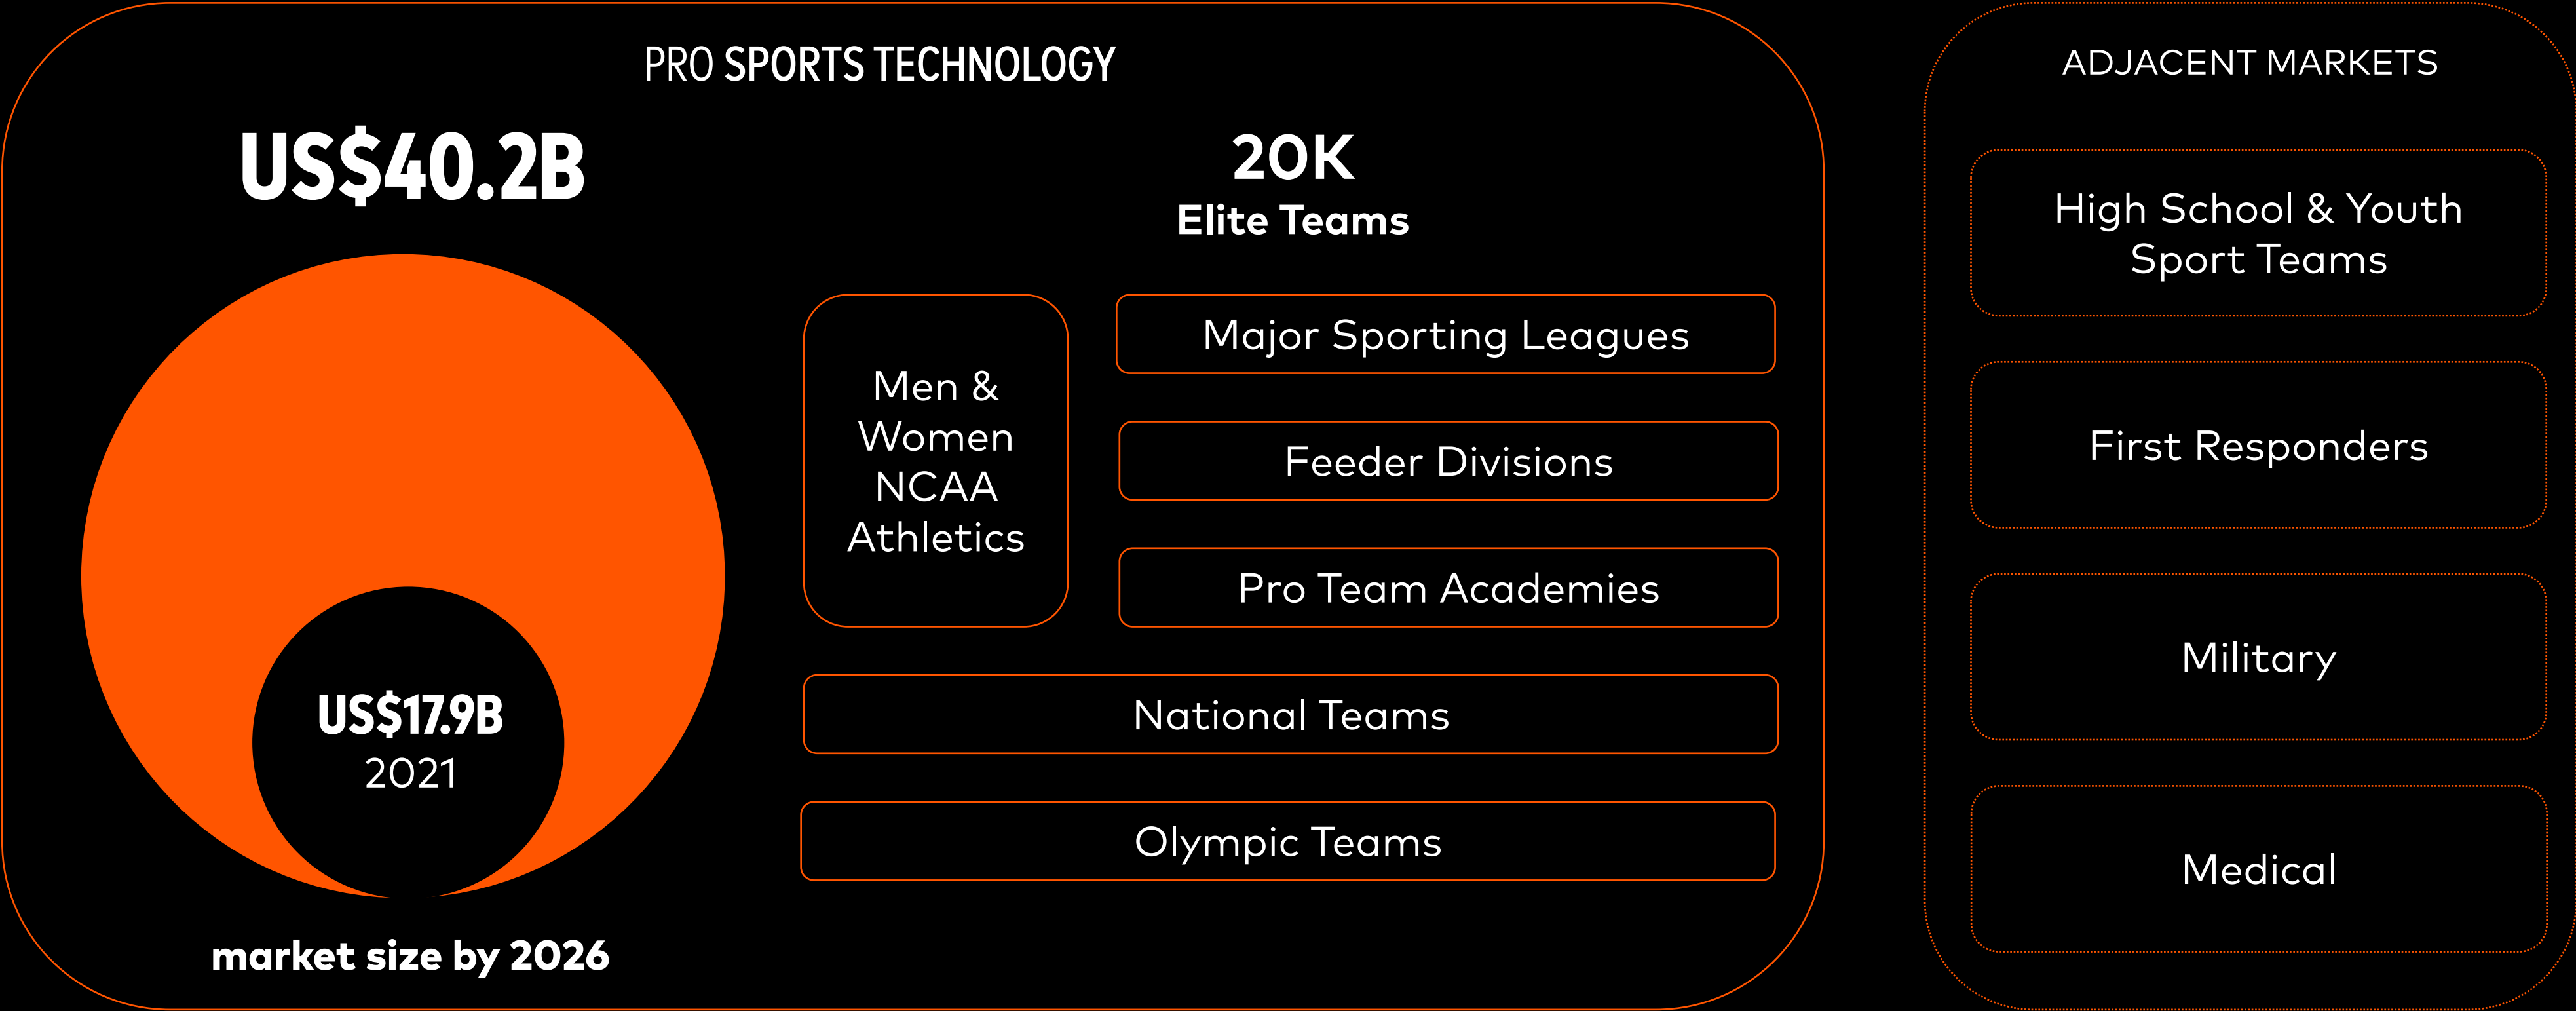 PRO SPORTS TECHNOLOGY
US$40.2B
US$17.9B
2021
market size by 2026
20K
Elite Teams
Men &
Women
NCAA
Athletics
Major Sporting Leagues
Feeder Divisions
Pro Team Academies
National Teams
Olympic Teams
ADJACENT MARKETS
High School & Youth
Sport Teams
First Responders
Military
Medical